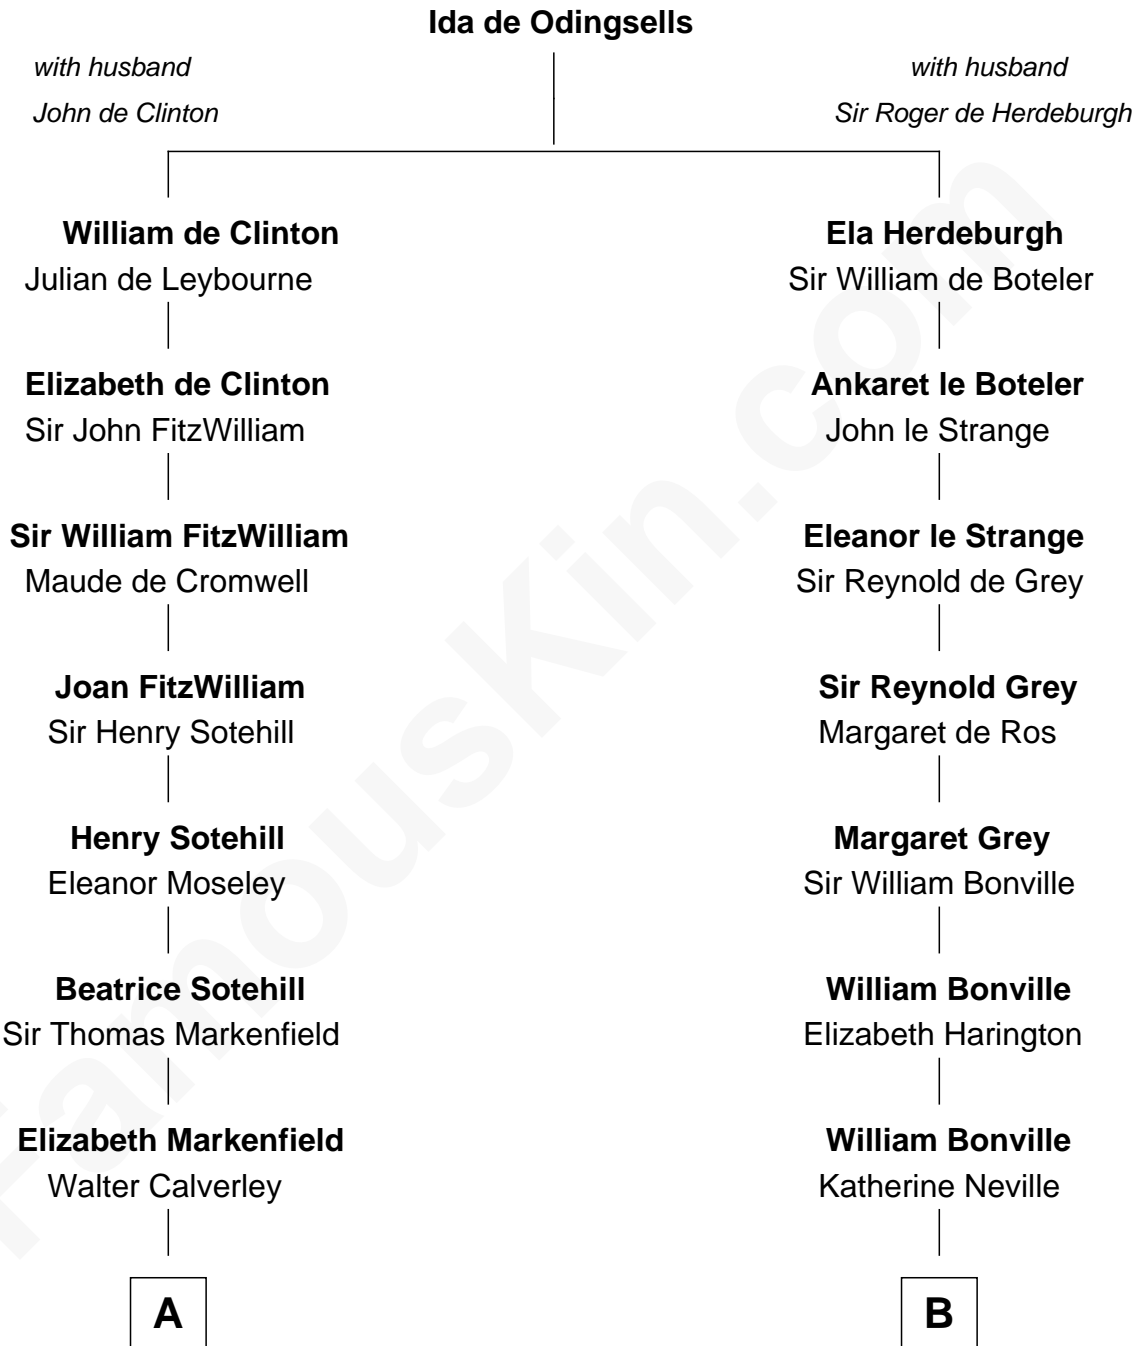 Ida de Odingsells
with husband
John de Clinton
with husband
Sir Roger de Herdeburgh
William de Clinton
Julian de Leybourne
Ela Herdeburgh
Sir William de Boteler
Elizabeth de Clinton
Sir John FitzWilliam
Ankaret le Boteler
John le Strange
Sir William FitzWilliam
Maude de Cromwell
Eleanor le Strange
Sir Reynold de Grey
Joan FitzWilliam
Sir Henry Sotehill
Sir Reynold Grey
Margaret de Ros
Henry Sotehill
Eleanor Moseley
Margaret Grey
Sir William Bonville
Beatrice Sotehill
Sir Thomas Markenfield
William Bonville
Elizabeth Harington
Elizabeth Markenfield
Walter Calverley
William Bonville
Katherine Neville
A
B
FamousKin.com